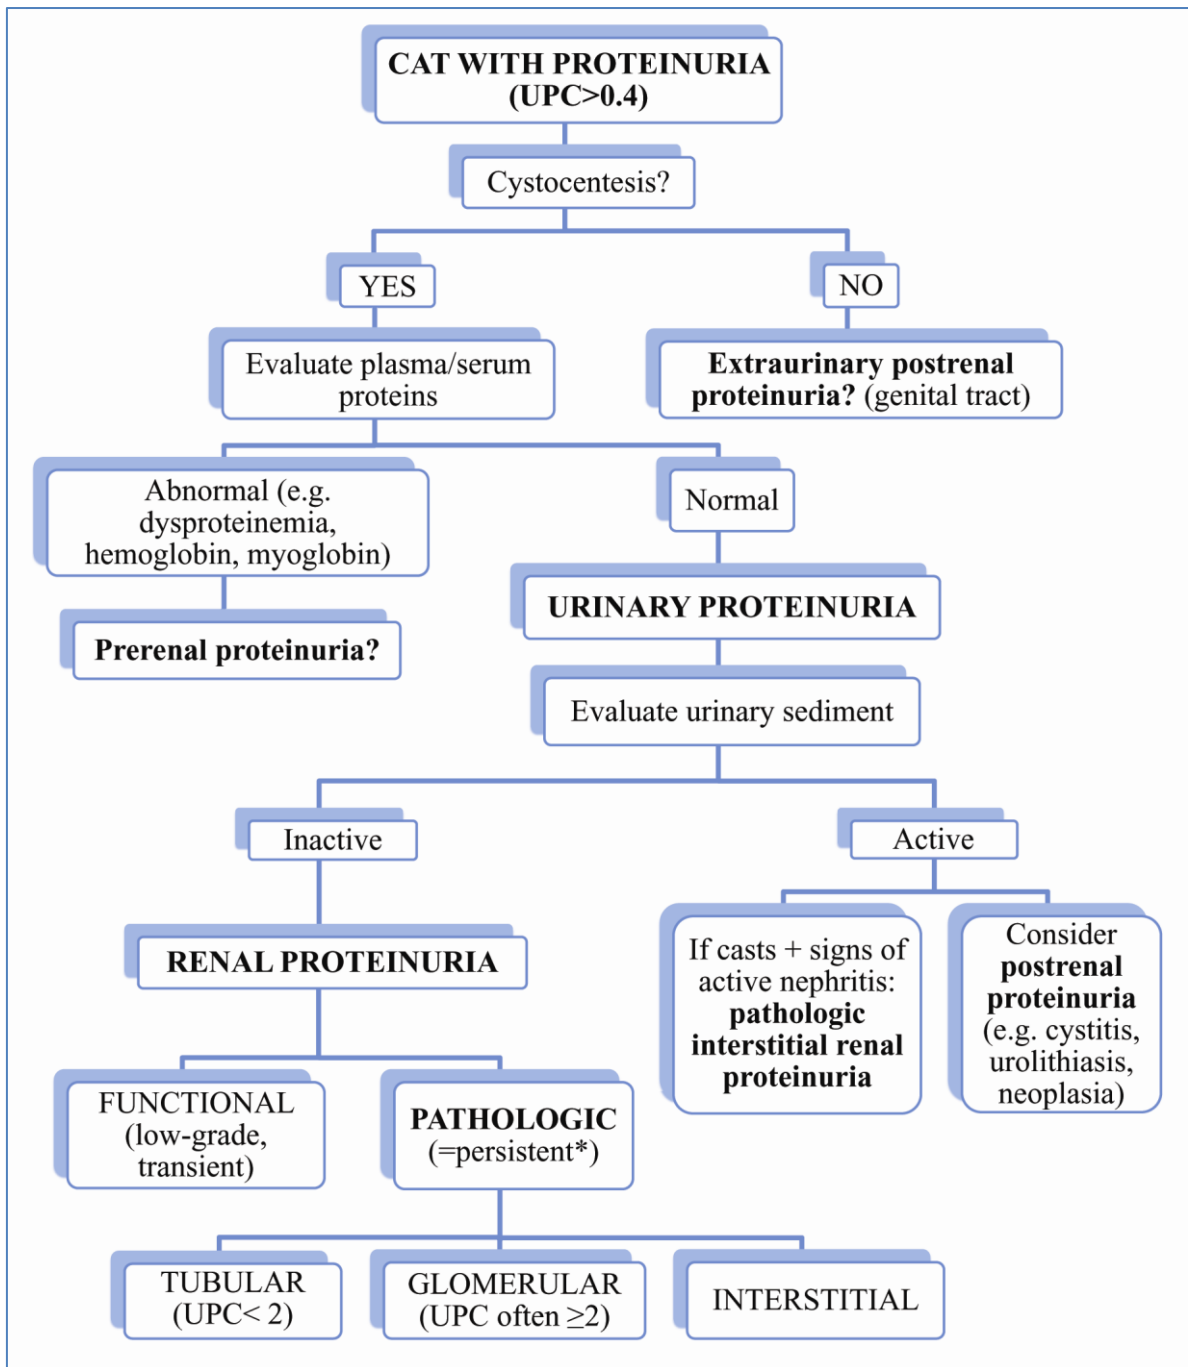 CAT WITH PROTEINURIA
(UPC>0.4)
Cystocentesis?
YES
NO
Evaluate plasma/serum
proteins
Extraurinary postrenal
proteinuria? (genital tract)
Abnormal (e.g.
dysproteinemia,
hemoglobin, myoglobin)
Normal
Prerenal proteinuria?
URINARY PROTEINURIA
Evaluate urinary sediment
Inactive
Active
RENAL PROTEINURIA
If casts + signs of
active nephritis:
pathologic
interstitial renal
proteinuria
Consider
postrenal
proteinuria
(e.g. cystitis,
urolithiasis,
neoplasia)
FUNCTIONAL
(low-grade,
transient)
PATHOLOGIC
(=persistent*)
TUBULAR
(UPC< 2)
GLOMERULAR
(UPC often ≥2)
INTERSTITIAL